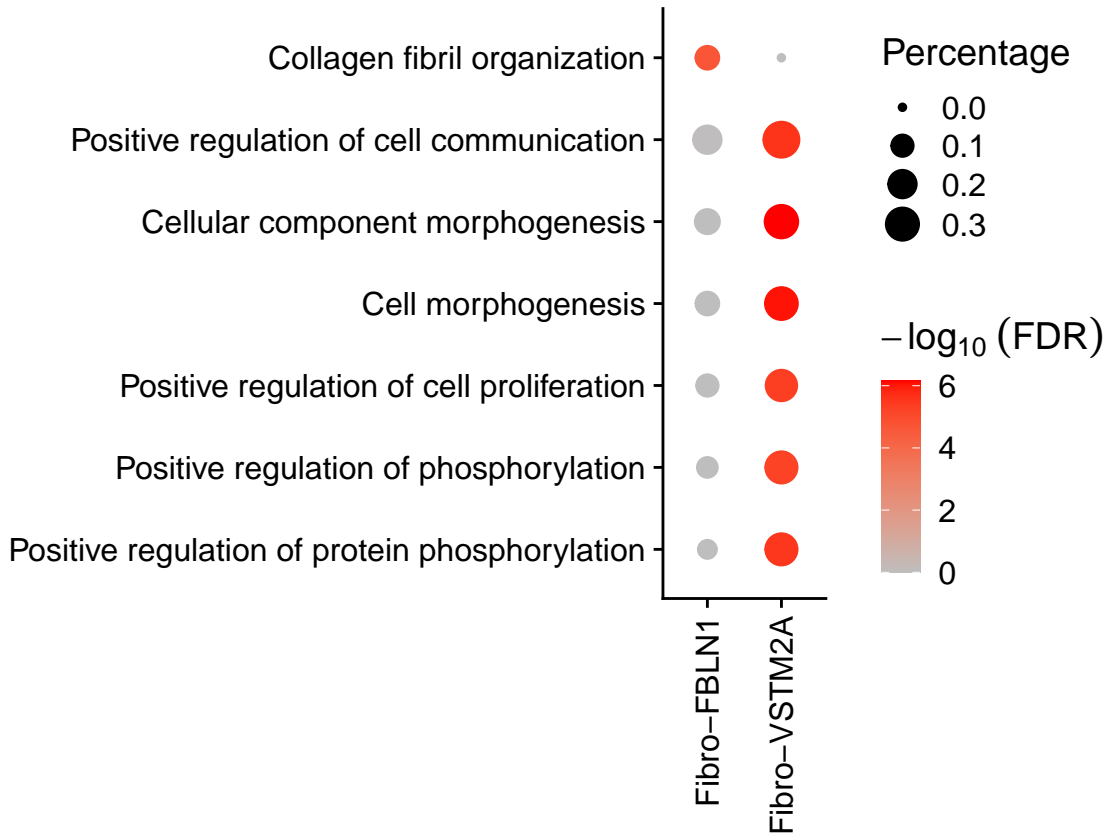 Collagen fibril organization
Positive regulation of cell communication
Cellular component morphogenesis
Cell morphogenesis
Positive regulation of cell proliferation
Positive regulation of phosphorylation
Positive regulation of protein phosphorylation
Fibro−FBLN1
Fibro−VSTM2A
Percentage
0.0
0.1
0.2
0.3
−log₁₀ (FDR)
6
4
2
0